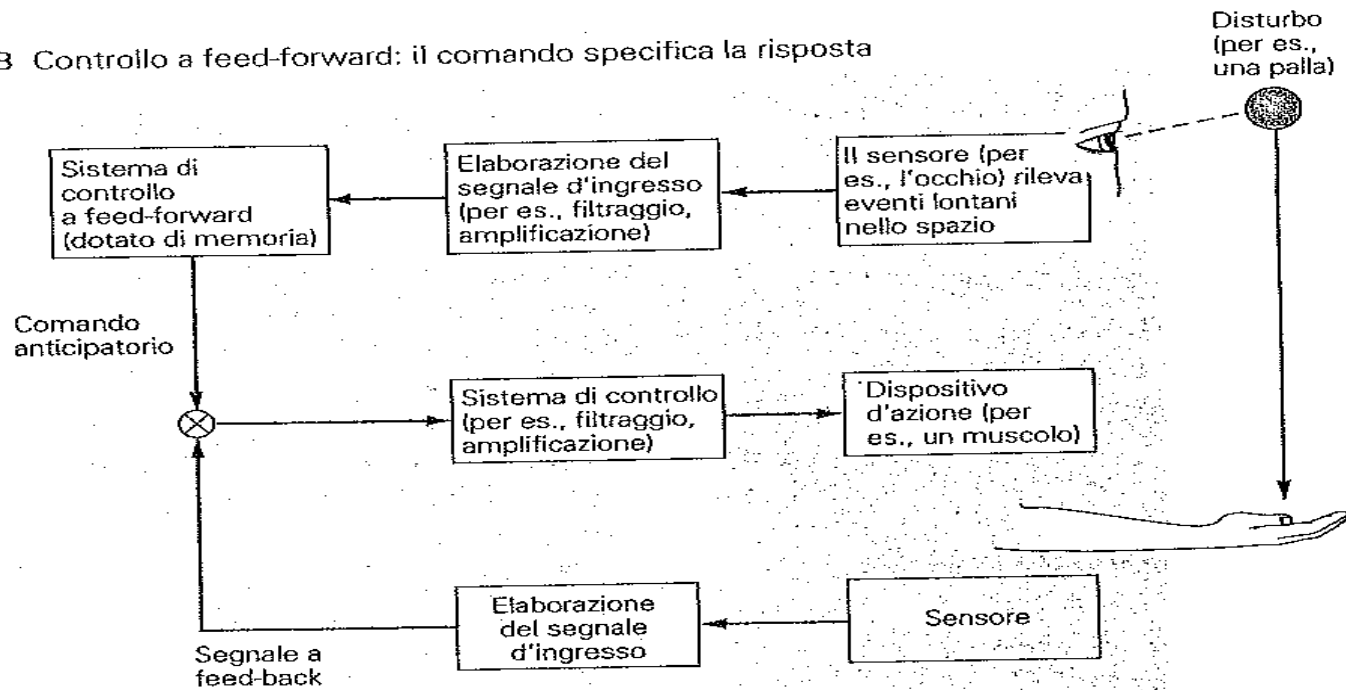 B Controllo a feed-forward: il comando specifica la risposta
Disturbo
(per es.,
una palla)
Sistema di
controllo
a feed-forward
(dotato di memoria)
Elaborazione del
segnale d'ingresso
(per es., filtraggio,
amplificazione)
Il sensore (per
es., l'occhio) rileva
eventi lontani
nello spazio
Comando
anticipatorio
Sistema di controllo
(per es., filtraggio,
amplificazione)
Dispositivo
d'azione (per
es., un muscolo)
Elaborazione
del segnale
d'ingresso
Sensore
Segnale a
feed-back